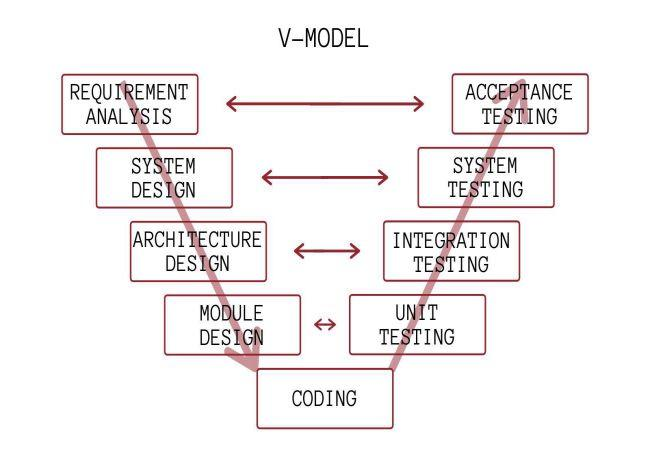 V-MODEL
REQUIREMENT
ANALYSIS
ACCEPTANCE
TESTING
SYSTEM
DESIGN
SYSTEM
TESTING
ARCHITECTURE
DESIGN
INTEGRATION
TESTING
MODULE
DESIGN
UNIT
TESTING
CODING